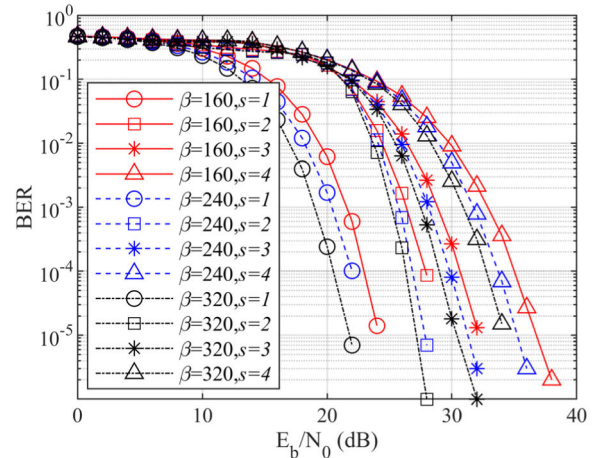 10^0
10^-1
10^-2
10^-3
10^-4
10^-5
BER
β=160,s=1
β=160,s=2
β=160,s=3
β=160,s=4
β=240,s=1
β=240,s=2
β=240,s=3
β=240,s=4
β=320,s=1
β=320,s=2
β=320,s=3
β=320,s=4
0 10 20 30 40
E_b/N_0 (dB)